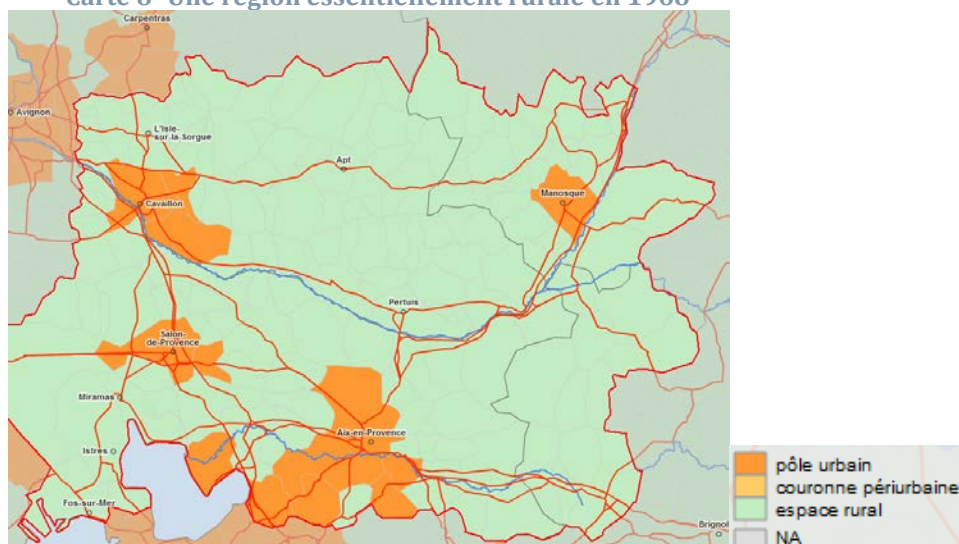 Carte 8- Une région essentiellement rurale en 1968
Carpentras
Avignon
L'Isle-
sur-la Sorgue
Apt
Cavaillon
Manosque
Pertuis
Salon-
de-Provence
Miramas
Aix-en-Provence
Istres
Fos-sur-Mer
Brignol
pôle urbain
couronne périurbaine
espace rural
NA